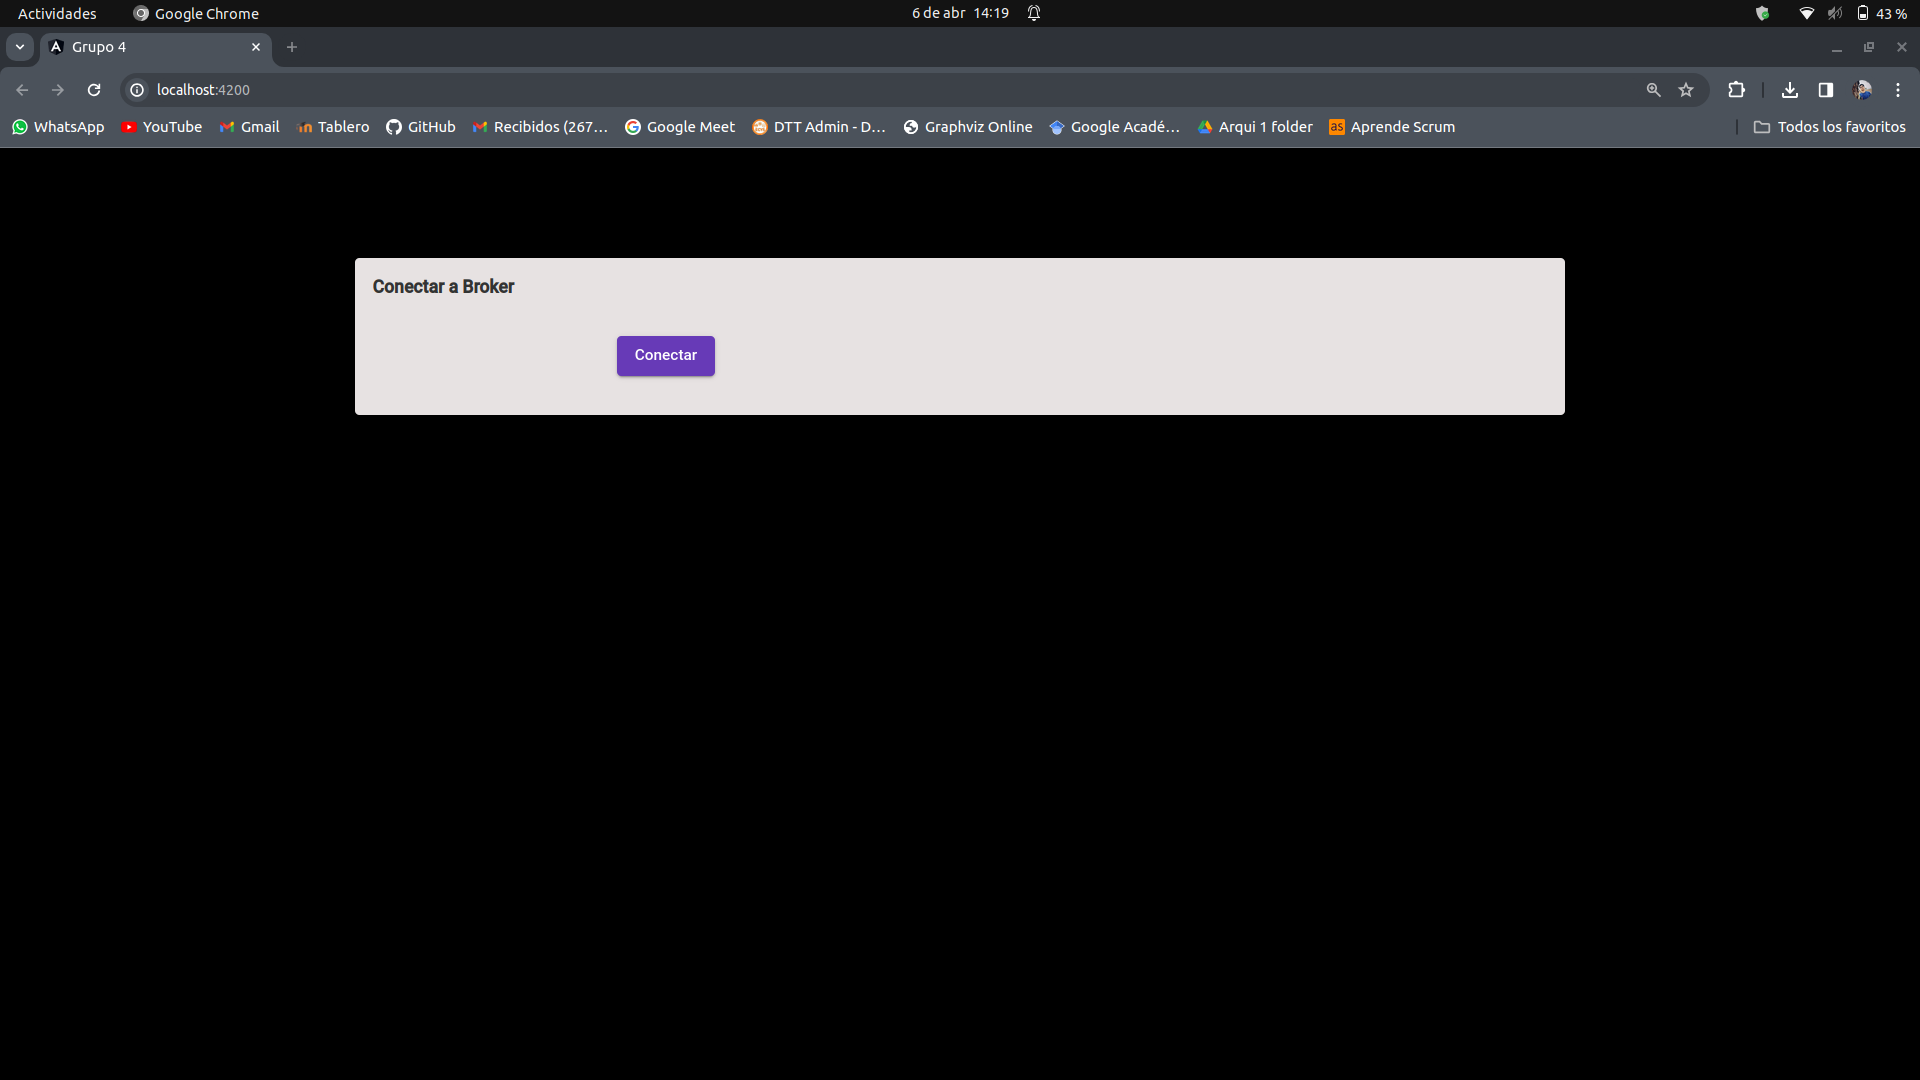 Actividades Google Chrome 6 de abr 14:19 43 %
Grupo 4
localhost:4200
WhatsApp YouTube Gmail Tablero GitHub Recibidos (267... Google Meet DTT Admin - D... Graphviz Online Google Acadé... Arqui 1 folder as Aprende Scrum Todos los favoritos
Conectar a Broker
Conectar